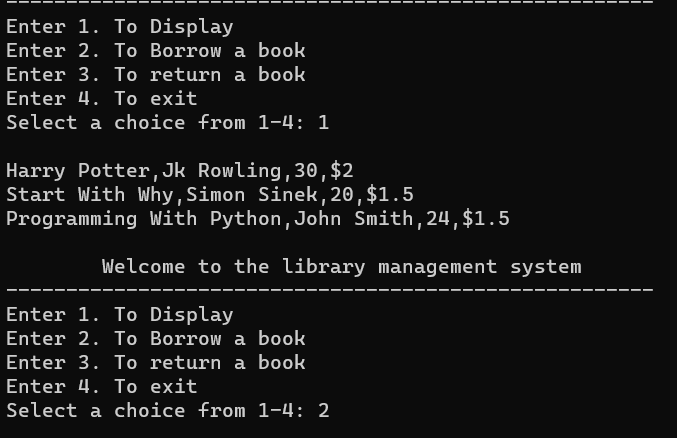 ------------------------------------------------------
Enter 1. To Display
Enter 2. To Borrow a book
Enter 3. To return a book
Enter 4. To exit
Select a choice from 1-4: 1
Harry Potter,Jk Rowling,30,$2
Start With Why,Simon Sinek,20,$1.5
Programming With Python,John Smith,24,$1.5
Welcome to the library management system
------------------------------------------------------
Enter 1. To Display
Enter 2. To Borrow a book
Enter 3. To return a book
Enter 4. To exit
Select a choice from 1-4: 2